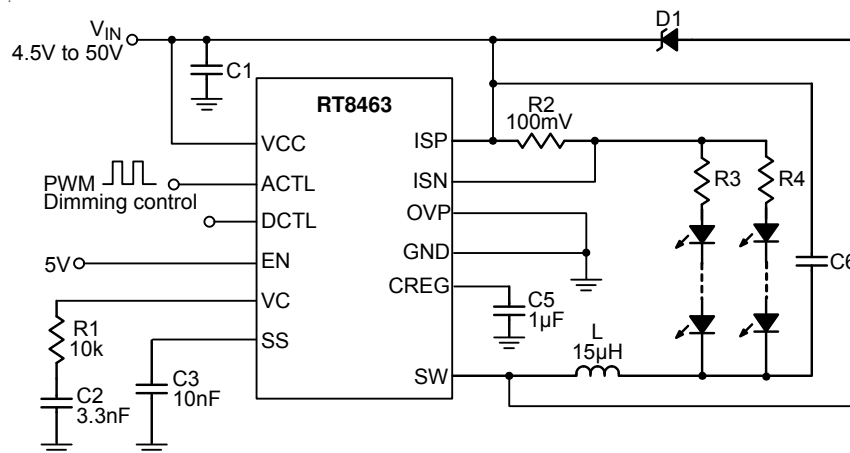 D1
VIN
4.5V to 50V
C1
RT8463
R2
100mV
VCC
ISP
PWM
Dimming control
ACTL
ISN
R3
R4
DCTL
OVP
5V
EN
GND
C6
VC
CREG
C5
1µF
R1
10k
SS
L
15µH
C3
10nF
SW
C2
3.3nF